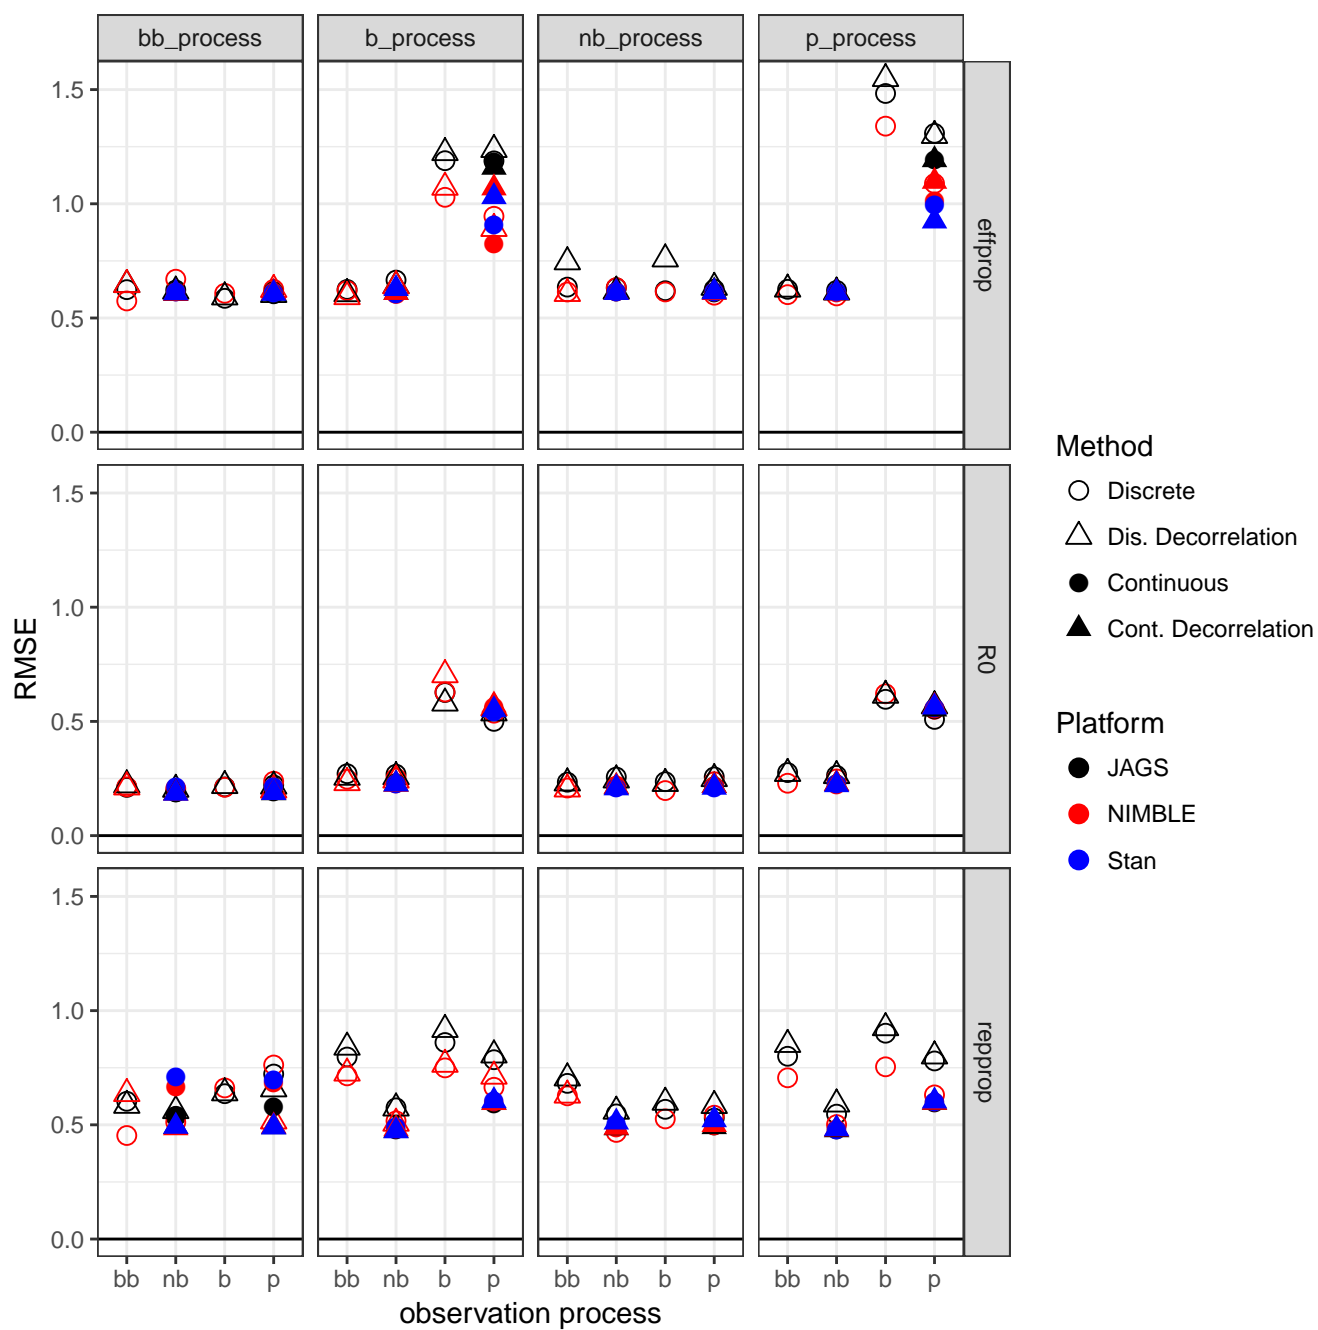 bb_process b_process nb_process p_process
1.5
1.0
0.5
0.0
effprop
1.5
1.0
0.5
0.0
R0
1.5
1.0
0.5
0.0
repprop
RMSE
bb nb b p bb nb b p bb nb b p bb nb b p
observation process
Method
Discrete
Dis. Decorrelation
Continuous
Cont. Decorrelation
Platform
JAGS
NIMBLE
Stan